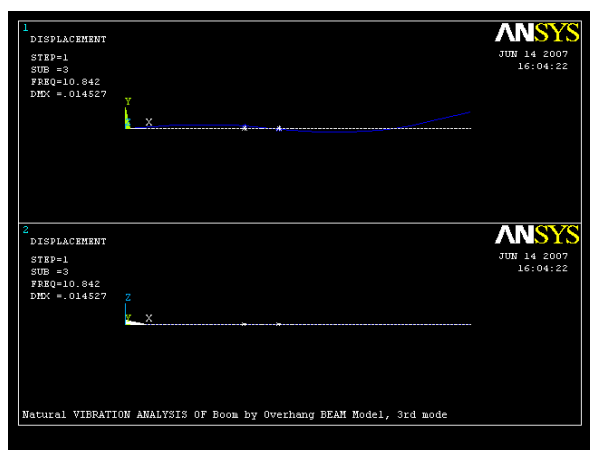 1
DISPLACEMENT
STEP=1
SUB =3
FREQ=10.842
DMX =.014527
ANSYS
JUN 14 2007
16:04:22
Y
X
2
DISPLACEMENT
STEP=1
SUB =3
FREQ=10.842
DMX =.014527
ANSYS
JUN 14 2007
16:04:22
Z
Y X
Natural VIBRATION ANALYSIS OF Boom by Overhang BEAM Model, 3rd mode